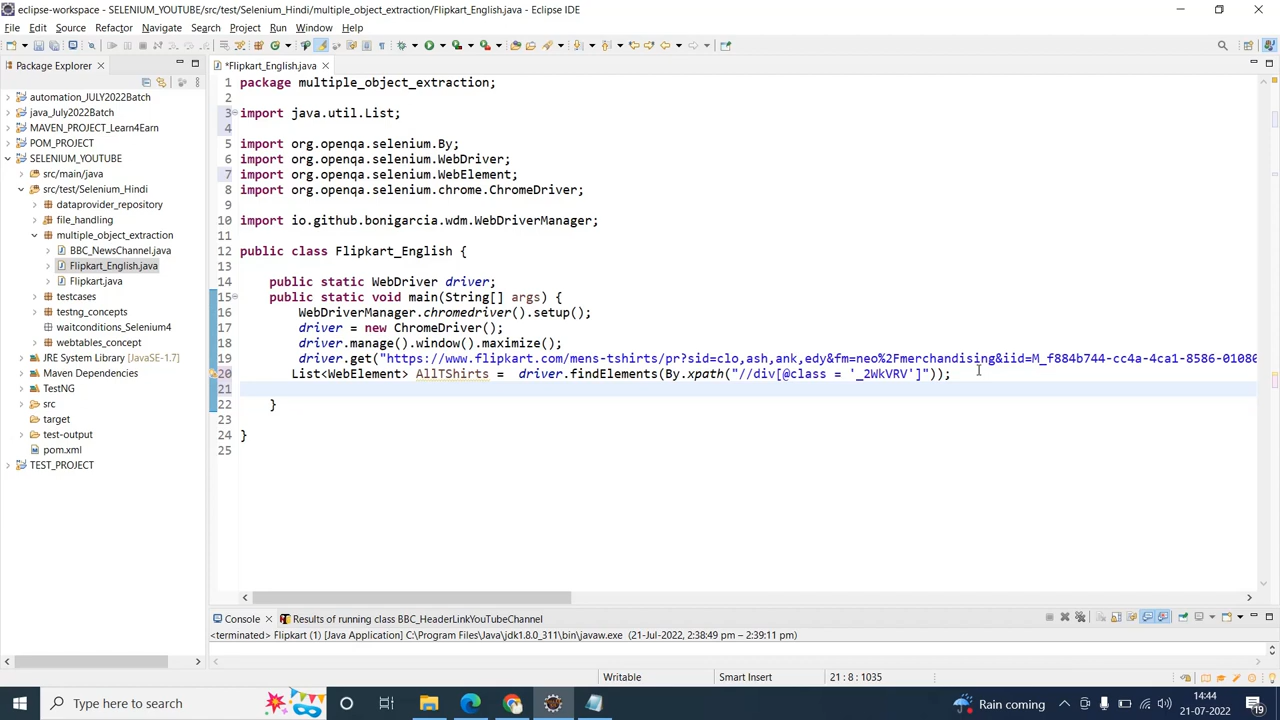 eclipse-workspace - SELENIUM_YOUTUBE/src/test/Selenium_Hindi/multiple_object_extraction/Flipkart_English.java - Eclipse IDE
File Edit Source Refactor Navigate Search Project Run Window Help
Package Explorer
*Flipkart_English.java
automation_JULY2022Batch
java_July2022Batch
MAVEN_PROJECT_Learn4Earn
POM_PROJECT
SELENIUM_YOUTUBE
src/main/java
src/test/Selenium_Hindi
dataprovider_repository
file_handling
multiple_object_extraction
BBC_NewsChannel.java
Flipkart_English.java
Flipkart.java
testcases
testng_concepts
waitconditions_Selenium4
webtables_concept
JRE System Library [JavaSE-1.7]
Maven Dependencies
TestNG
src
target
test-output
pom.xml
TEST_PROJECT
1 package multiple_object_extraction;
2
3 import java.util.List;
4
5 import org.openqa.selenium.By;
6 import org.openqa.selenium.WebDriver;
7 import org.openqa.selenium.WebElement;
8 import org.openqa.selenium.chrome.ChromeDriver;
9
10 import io.github.bonigarcia.wdm.WebDriverManager;
11
12 public class Flipkart_English {
13
14 public static WebDriver driver;
15 public static void main(String[] args) {
16 WebDriverManager.chromedriver().setup();
17 driver = new ChromeDriver();
18 driver.manage().window().maximize();
19 driver.get("https://www.flipkart.com/mens-tshirts/pr?sid=clo,ash,ank,edy&fm=neo%2Fmerchandising&iid=M_f884b744-cc4a-4ca1-8586-01086
20 List<WebElement> AllTShirts = driver.findElements(By.xpath("//div[@class = '_2WkVRV']"));
21
22 }
23
24 }
25
Console Results of running class BBC_HeaderLinkYouTubeChannel
<terminated> Flipkart (1) [Java Application] C:\Program Files\Java\jdk1.8.0_311\bin\javaw.exe (21-Jul-2022, 2:38:49 pm – 2:39:11 pm)
Writable Smart Insert 21 : 8 : 1035
Type here to search
Rain coming
14:44
21-07-2022
19